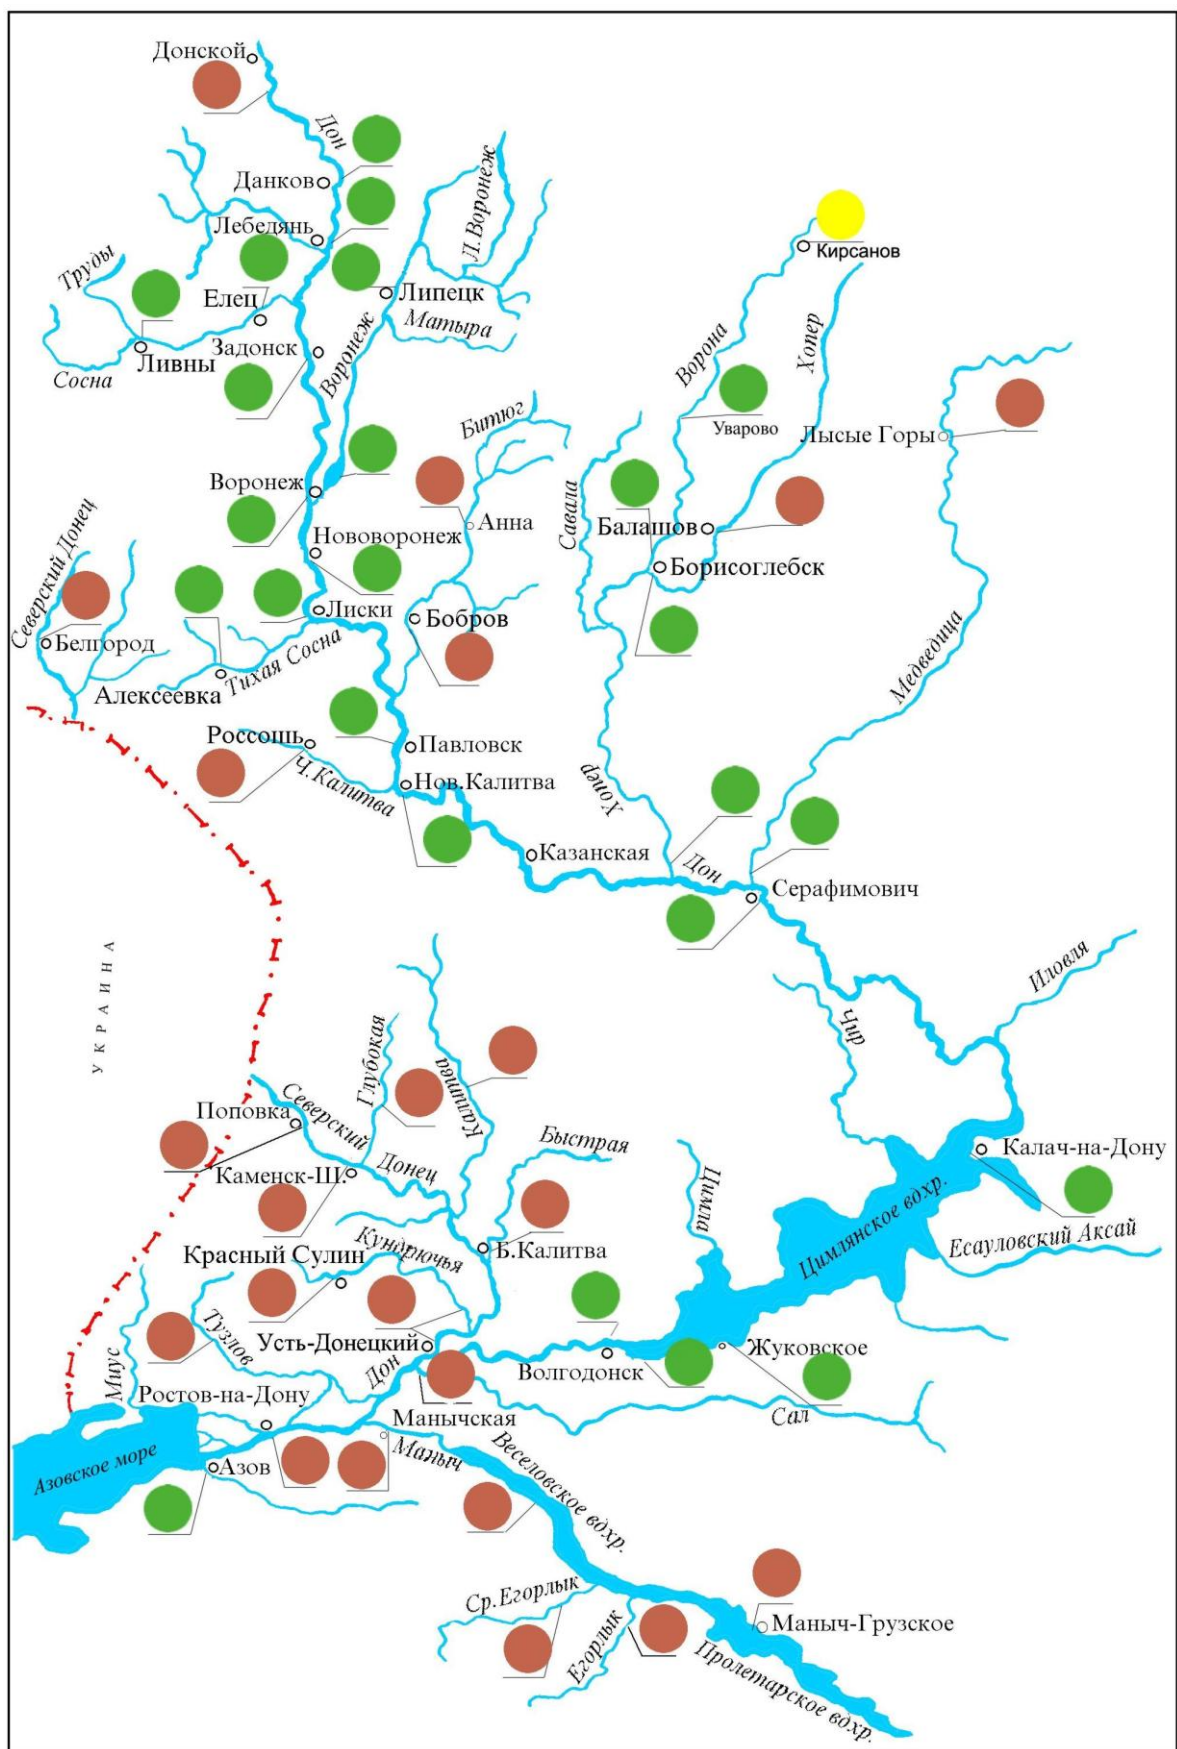 Донской
Дон
Данков
Л.Воронеж
Лебедянь
Кирсанов
Труды
Елец
Липецк
Матыра
Ворона
Хопер
Задонск
Воронеж
Ливны
Сосна
Битюг
Уварово
Лысые Горы
Воронеж
Анна
Савала
Балашов
Нововоронеж
Борисоглебск
Северский Донец
Лиски
Бобров
Белгород
Тихая Сосна
Медведица
Алексеевка
Россошь
Павловск
Ч.Калитва
Нов.Калитва
Хопер
Казанская
Дон
Серафимович
УКРАИНА
Иловля
Чир
Глубокая
Калитва
Поповка
Северский
Донец
Быстрая
Калач-на-Дону
Каменск-Ш.
Цимла
Цимлянское вдхр.
Есауловский Аксай
Кундрючья
Б.Калитва
Красный Сулин
Тузлов
Усть-Донецкий
Жуковское
Волгодонск
Миус
Дон
Ростов-на-Дону
Манычская
Сал
Азовское море
Азов
Маныч
Веселовское вдхр.
Ср.Егорлык
Егорлык
Маныч-Грузское
Пролетарское вдхр.